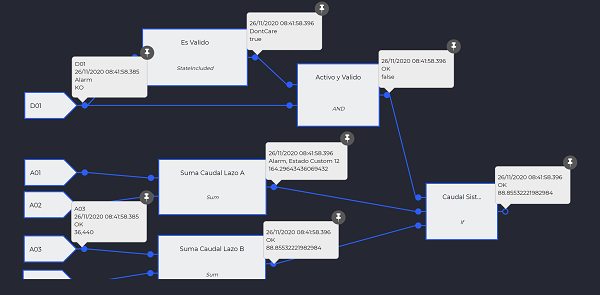 26/11/2020 08:41:58.396
DontCare
true
Es Valido
StateIncluded
D01
26/11/2020 08:41:58.385
Alarm
KO
26/11/2020 08:41:58.396
OK
false
Activo y Valido
AND
D01
26/11/2020 08:41:58.396
Alarm, Estado Custom 12
164.29643436069432
A01
Suma Caudal Lazo A
Sum
26/11/2020 08:41:58.396
OK
88.85532221982984
A02
Caudal Sist...
If
A03
26/11/2020 08:41:58.385
OK
36,440
26/11/2020 08:41:58.396
OK
88.85532221982984
A03
Suma Caudal Lazo B
Sum